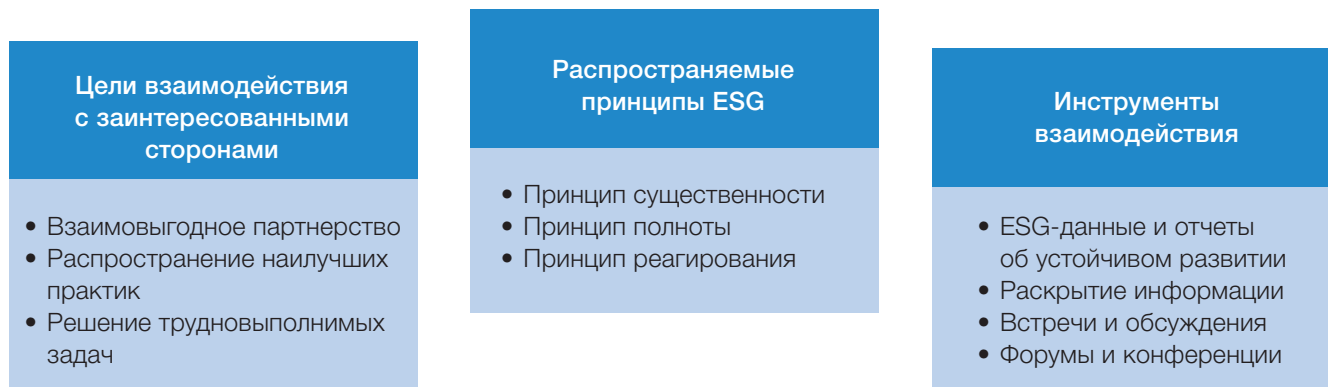 Цели взаимодействия
с заинтересованными
сторонами
• Взаимовыгодное партнерство
• Распространение наилучших
практик
• Решение трудновыполнимых
задач
Распространяемые
принципы ESG
• Принцип существенности
• Принцип полноты
• Принцип реагирования
Инструменты
взаимодействия
• ESG-данные и отчеты
об устойчивом развитии
• Раскрытие информации
• Встречи и обсуждения
• Форумы и конференции